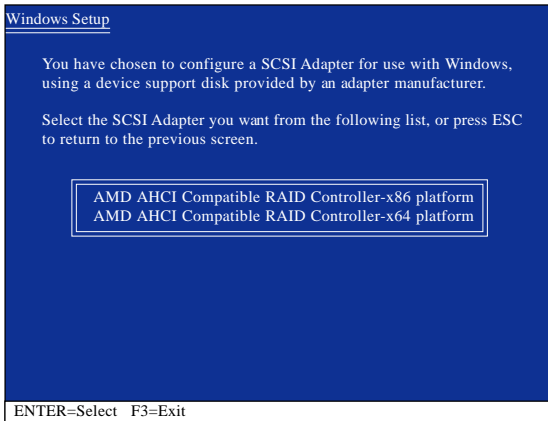 Windows Setup
You have chosen to configure a SCSI Adapter for use with Windows,
using a device support disk provided by an adapter manufacturer.
Select the SCSI Adapter you want from the following list, or press ESC
to return to the previous screen.
AMD AHCI Compatible RAID Controller-x86 platform
AMD AHCI Compatible RAID Controller-x64 platform
ENTER=Select F3=Exit